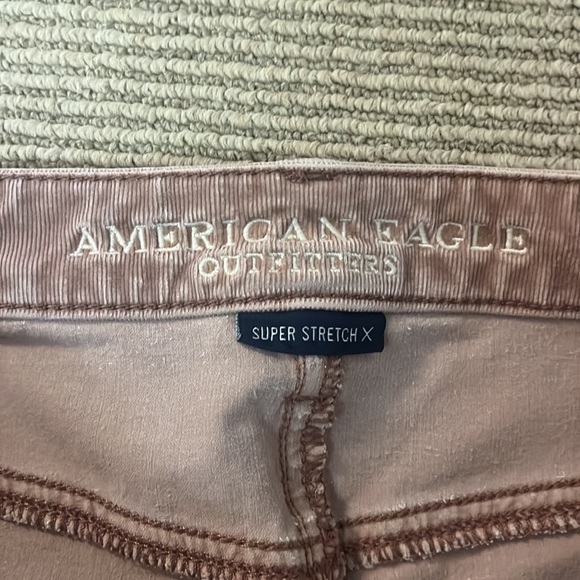 AMERICAN EAGLE
OUTFITTERS
SUPER STRETCH X